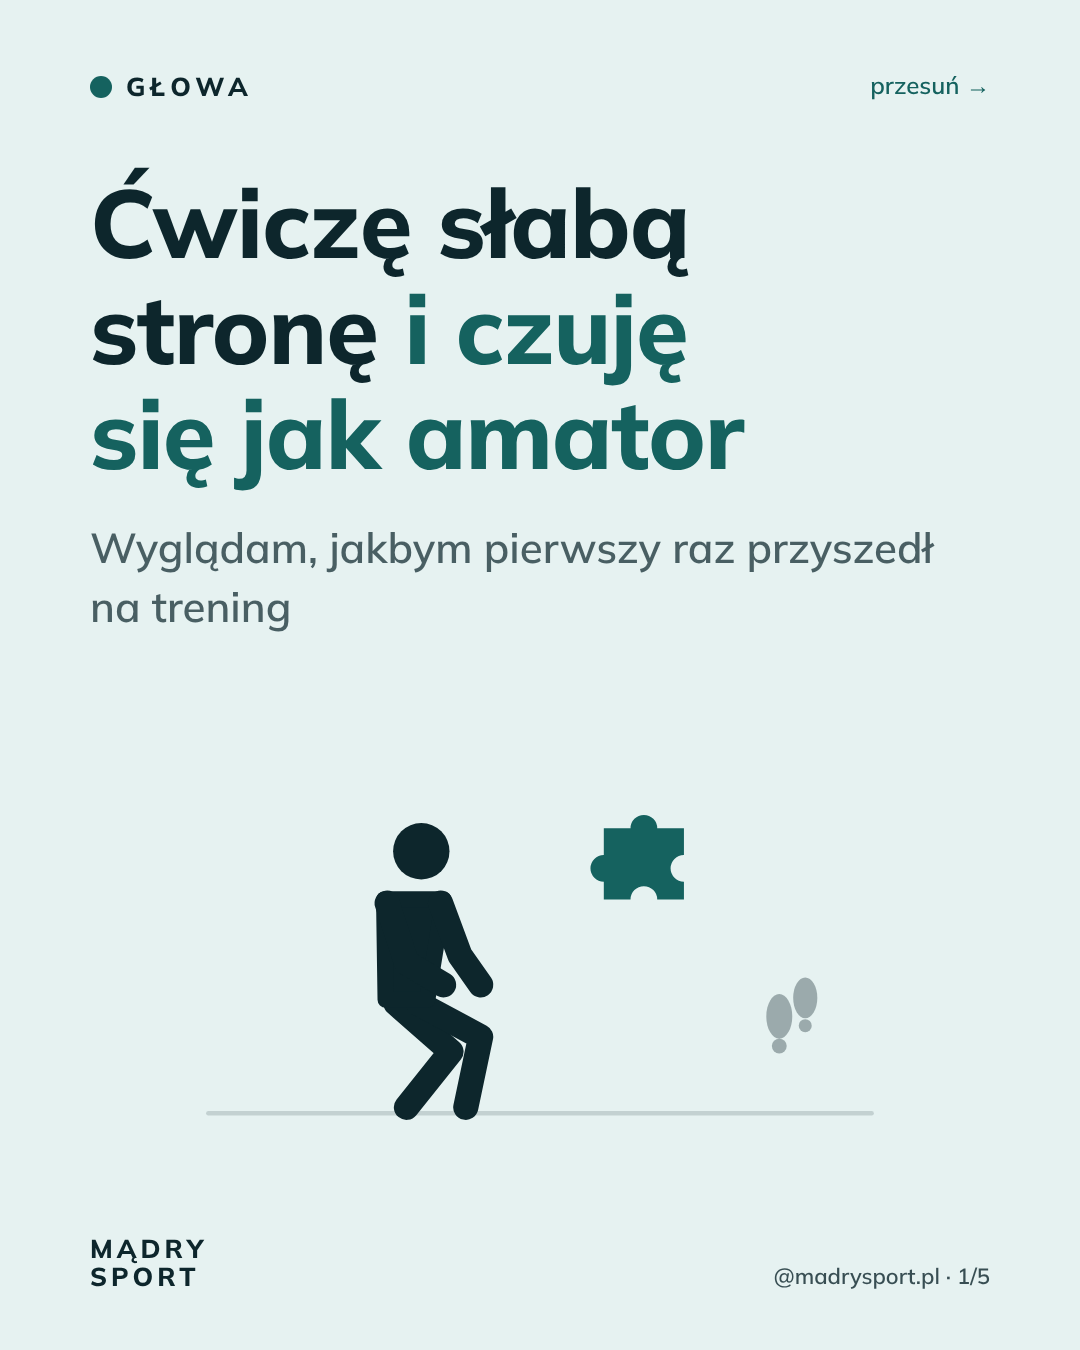 GŁOWA
przesuń →
Ćwiczę słabą
stronę i czuję
się jak amator
Wyglądam, jakbym pierwszy raz przyszedł
na trening
MĄDRY
SPORT
@madrysport.pl · 1/5